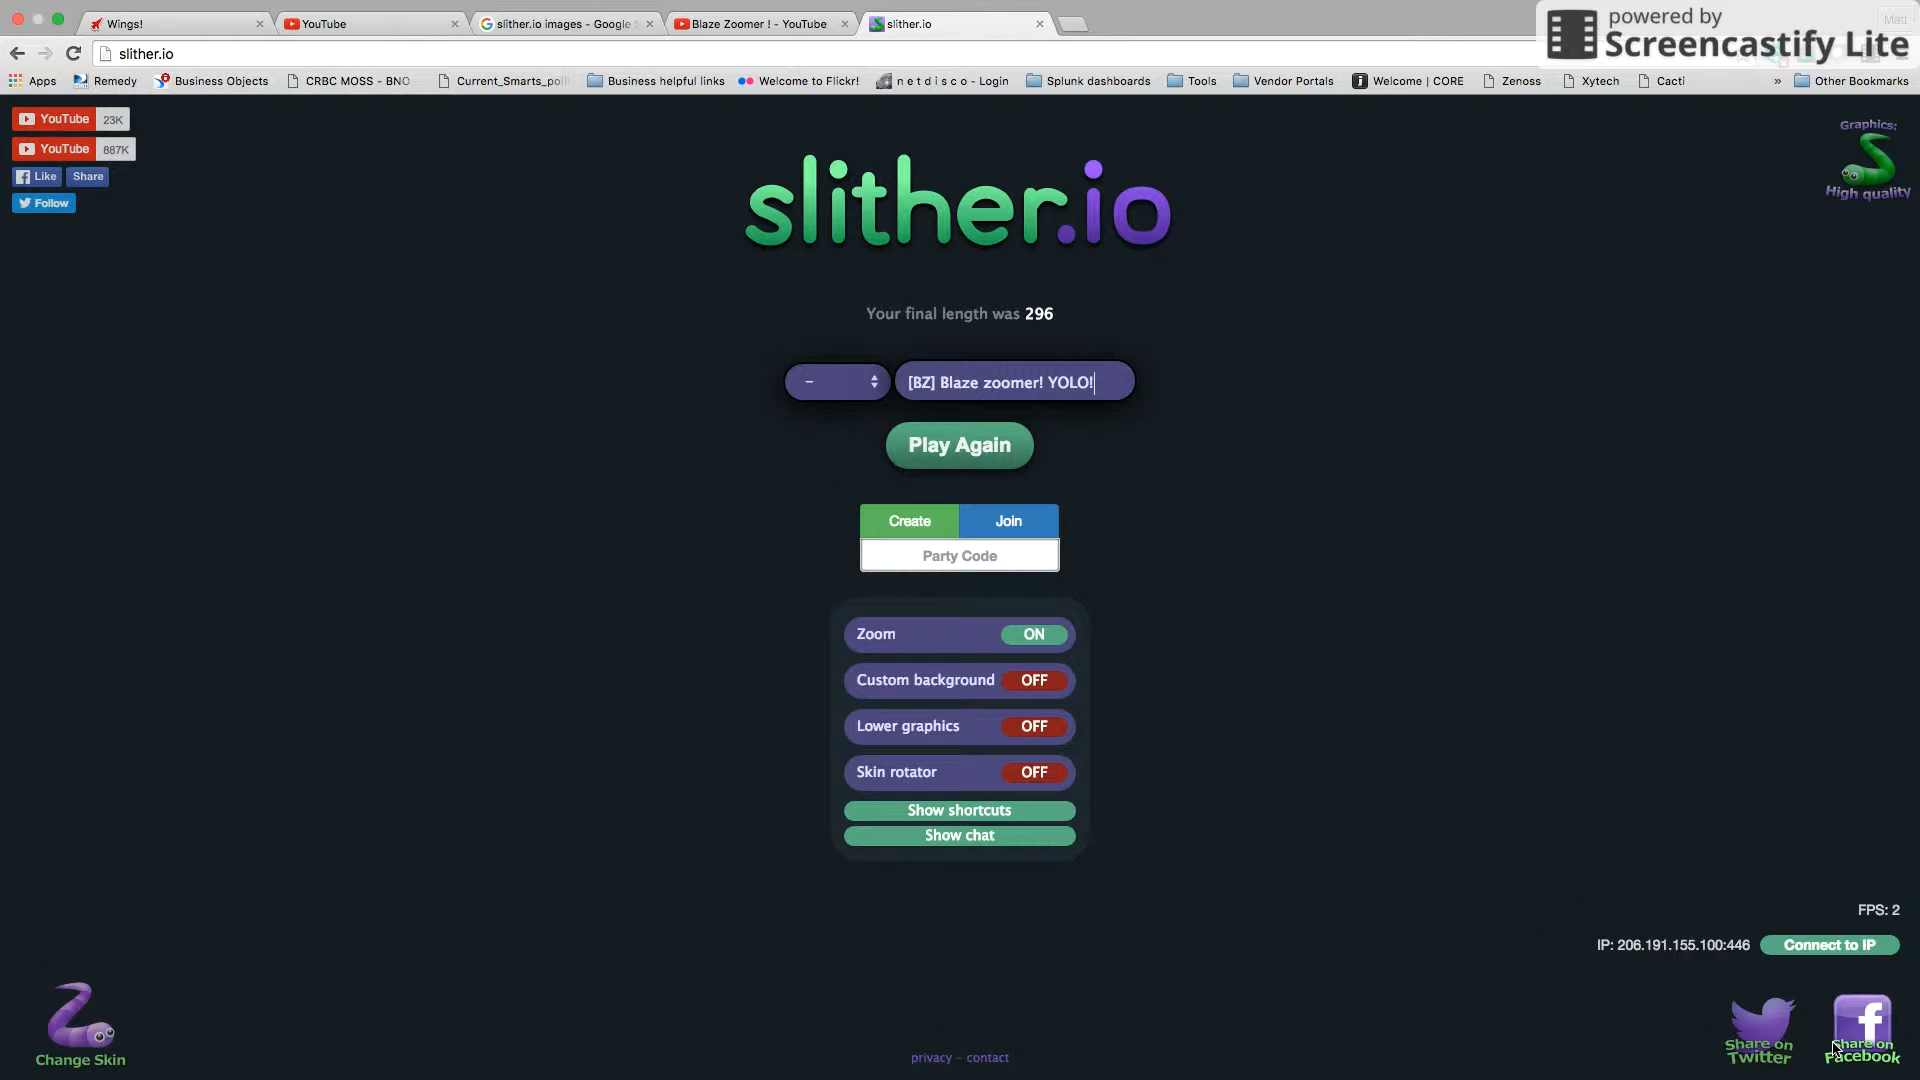 Wings!
YouTube
slither.io images - Google S
Blaze Zoomer ! - YouTube
slither.io
powered by
Screencastify Lite
slither.io
Apps
Remedy
Business Objects
CRBC MOSS - BNC
Current_Smarts_poli
Business helpful links
Welcome to Flickr!
n e t d i s c o - Login
Splunk dashboards
Tools
Vendor Portals
Welcome | CORE
Zenoss
Xytech
Cacti
»
Other Bookmarks
YouTube 23K
YouTube 887K
Like Share
Follow
Graphics:
High quality
slither.io
Your final length was 296
–
[BZ] Blaze zoomer! YOLO!
Play Again
Create Join
Party Code
Zoom ON
Custom background OFF
Lower graphics OFF
Skin rotator OFF
Show shortcuts
Show chat
FPS: 2
IP: 206.191.155.100:446 Connect to IP
Change Skin
privacy – contact
Share on
Twitter
Share on
Facebook